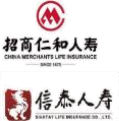 招商仁和人寿
CHINA MERCHANTS LIFE INSURANCE
SINCE 1872
信泰人寿
SINATAY LIFE INSURANCE CO., LTD.